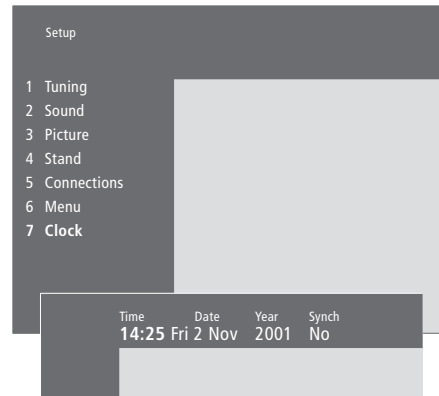 Setup
1 Tuning
2 Sound
3 Picture
4 Stand
5 Connections
6 Menu
7 Clock
Time Date Year Synch
14:25 Fri 2 Nov 2001 No